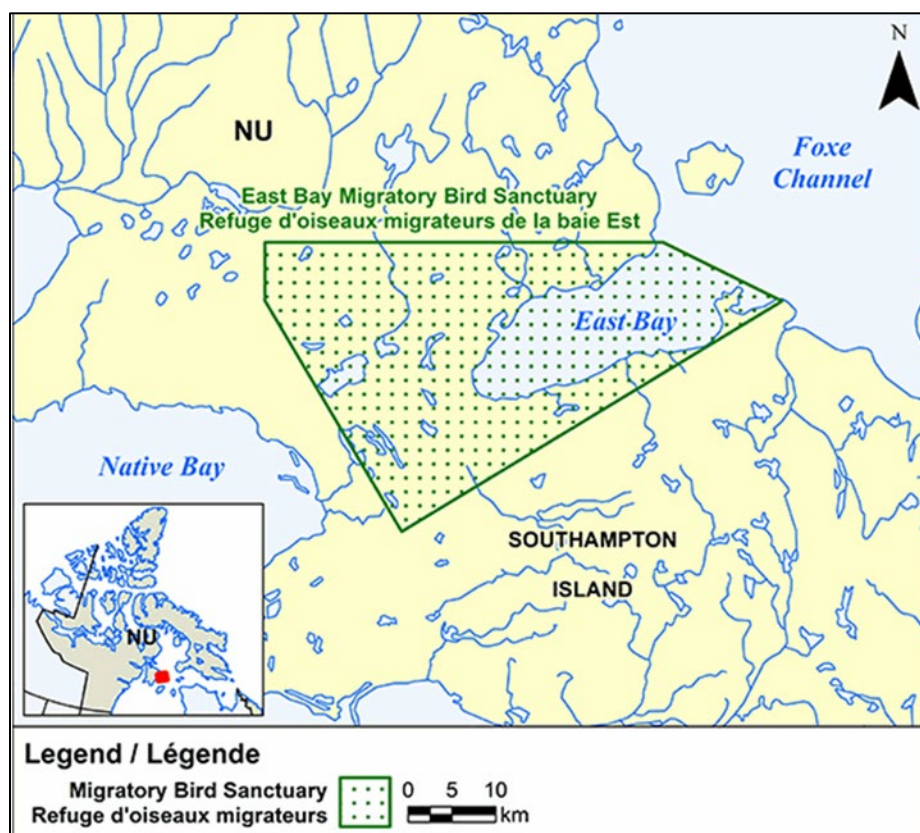 N
NU
Foxe
Channel
East Bay Migratory Bird Sanctuary
Refuge d'oiseaux migrateurs de la baie Est
East Bay
Native Bay
SOUTHAMPTON
ISLAND
NU
Legend / Légende
Migratory Bird Sanctuary
Refuge d'oiseaux migrateurs
0 5 10
km